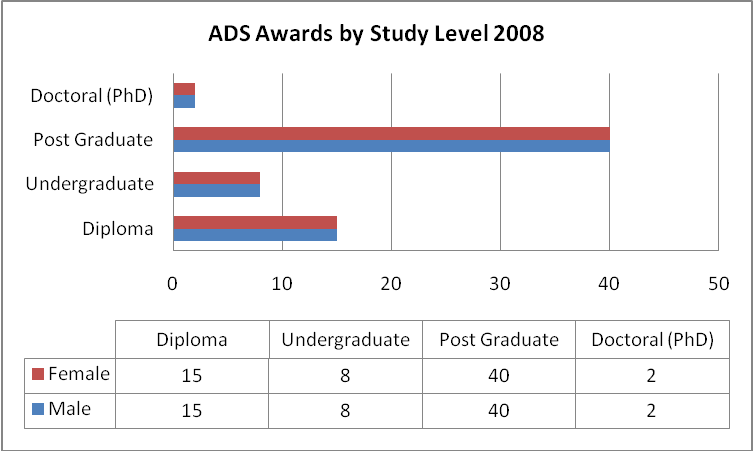 ADS Awards by Study Level 2008
Doctoral (PhD)
Post Graduate
Undergraduate
Diploma
0 10 20 30 40 50
Diploma Undergraduate Post Graduate Doctoral (PhD)
Female 15 8 40 2
Male 15 8 40 2